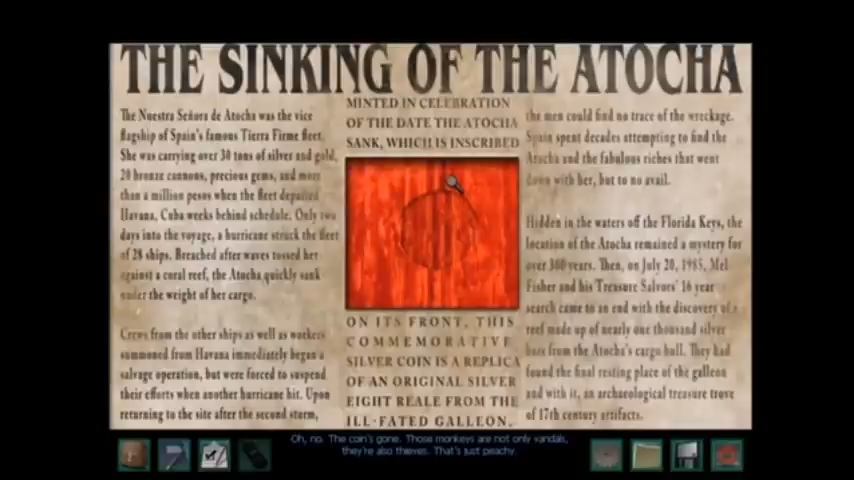 THE SINKING OF THE ATOCHA
The Nuestra Señora de Atocha was the vice
flagship of Spain's famous Tierra Firme fleet.
She was carrying over 30 tons of silver and gold,
20 bronze cannons, precious gems, and more
than a million pesos when the fleet departed
Havana, Cuba weeks behind schedule. Only two
days into the voyage, a hurricane struck the fleet
of 28 ships. Breached after waves tossed her
against a coral reef, the Atocha quickly sank
under the weight of her cargo.
Crews from the other ships as well as workers
summoned from Havana immediately began a
salvage operation, but were forced to suspend
their efforts when another hurricane hit. Upon
returning to the site after the second storm,
MINTED IN CELEBRATION
OF THE DATE THE ATOCHA
SANK, WHICH IS INSCRIBED
ON ITS FRONT, THIS
COMMEMORATIVE
SILVER COIN IS A REPLICA
OF AN ORIGINAL SILVER
EIGHT REALE FROM THE
ILL-FATED GALLEON.
the men could find no trace of the wreckage.
Spain spent decades attempting to find the
Atocha and the fabulous riches that went
down with her, but to no avail.
Hidden in the waters off the Florida Keys, the
location of the Atocha remained a mystery for
over 360 years. Then, on July 20, 1985, Mel
Fisher and his Treasure Salvors' 16 year
search came to an end with the discovery of a
reef made up of nearly one thousand silver
bars from the Atocha's cargo hull. They had
found the final resting place of the galleon
and with it, an archaeological treasure trove
of 17th century artifacts.
Oh, no. The coin's gone. Those monkeys are not only vandals,
they're also thieves. That's just peachy.